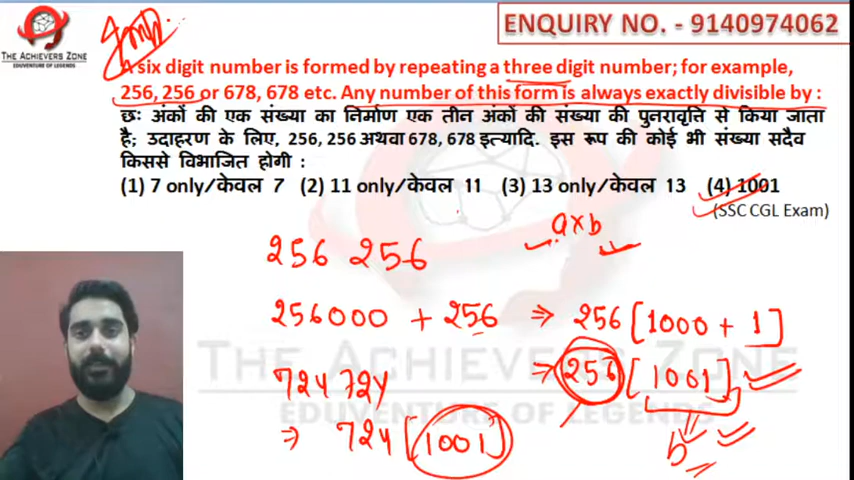 ENQUIRY NO. - 9140974062
THE ACHIEVERS ZONE
EDUVENTURE OF LEGENDS
A six digit number is formed by repeating a three digit number; for example,
256, 256 or 678, 678 etc. Any number of this form is always exactly divisible by :
छः अंकों की एक संख्या का निर्माण एक तीन अंकों की संख्या की पुनरावृत्ति से किया जाता
है; उदाहरण के लिए, 256, 256 अथवा 678, 678 इत्यादि. इस रूप की कोई भी संख्या सदैव
किससे विभाजित होगी :
(1) 7 only/केवल 7 (2) 11 only/केवल 11 (3) 13 only/केवल 13 (4) 1001
(SSC CGL Exam)
a×b
256 256
256000 + 256 ⇒ 256[1000 + 1]
⇒ 256[1001]
724 724
⇒ 724[1001]
b
THE ACHIEVERS ZONE
EDUVENTURE OF LEGENDS